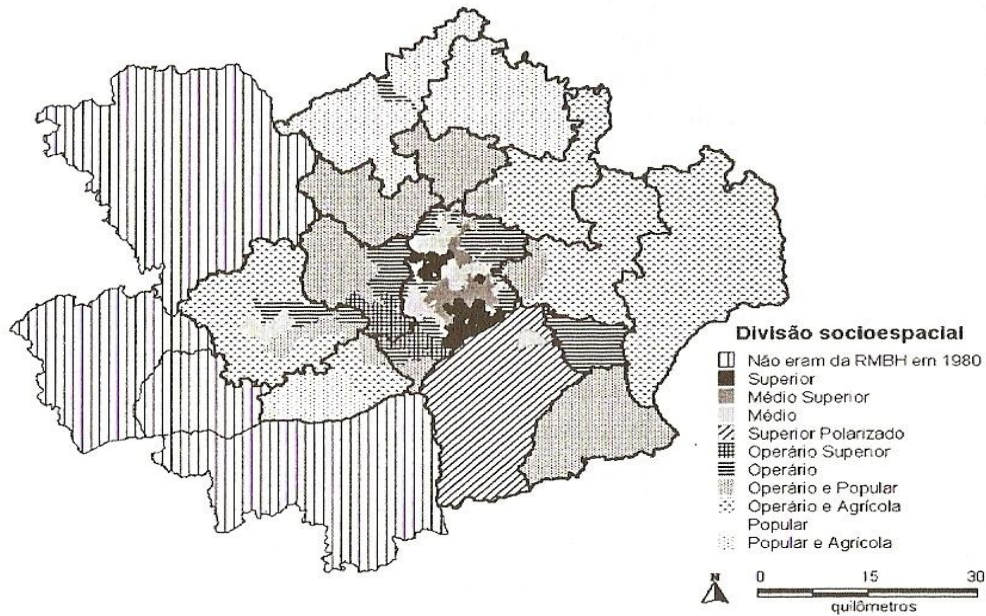 Divisão socioespacial
Não eram da RMBH em 1980
Superior
Médio Superior
Médio
Superior Polarizado
Operário Superior
Operário
Operário e Popular
Operário e Agrícola
Popular
Popular e Agrícola
N
0 15 30
quilômetros